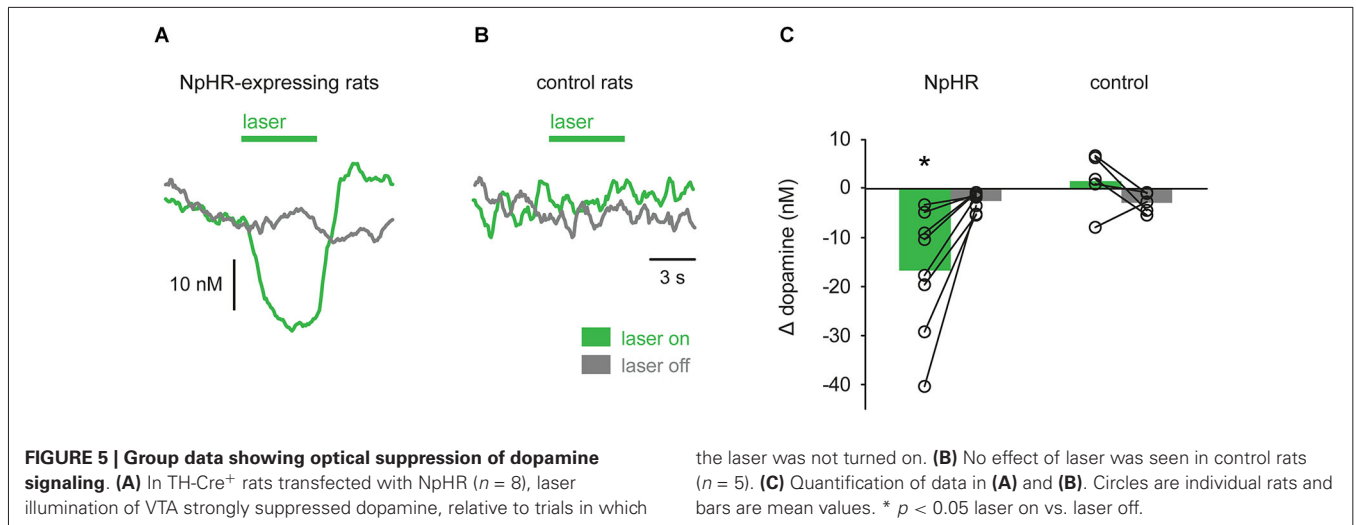 A
B
C
NpHR-expressing rats
control rats
NpHR
control
laser
laser
10 nM
3 s
laser on
laser off
Δ dopamine (nM)
10
0
-10
-20
-30
-40
*
FIGURE 5 | Group data showing optical suppression of dopamine
signaling. (A) In TH-Cre+ rats transfected with NpHR (n = 8), laser
illumination of VTA strongly suppressed dopamine, relative to trials in which
the laser was not turned on. (B) No effect of laser was seen in control rats
(n = 5). (C) Quantification of data in (A) and (B). Circles are individual rats and
bars are mean values. * p < 0.05 laser on vs. laser off.